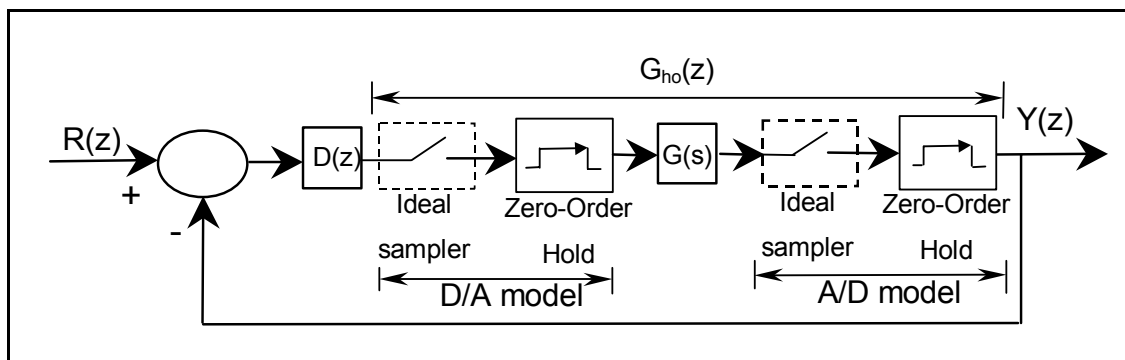 G_ho(z)
R(z)
Y(z)
D(z)
G(s)
+
-
Ideal
sampler
Zero-Order
Hold
Ideal
sampler
Zero-Order
Hold
D/A model
A/D model